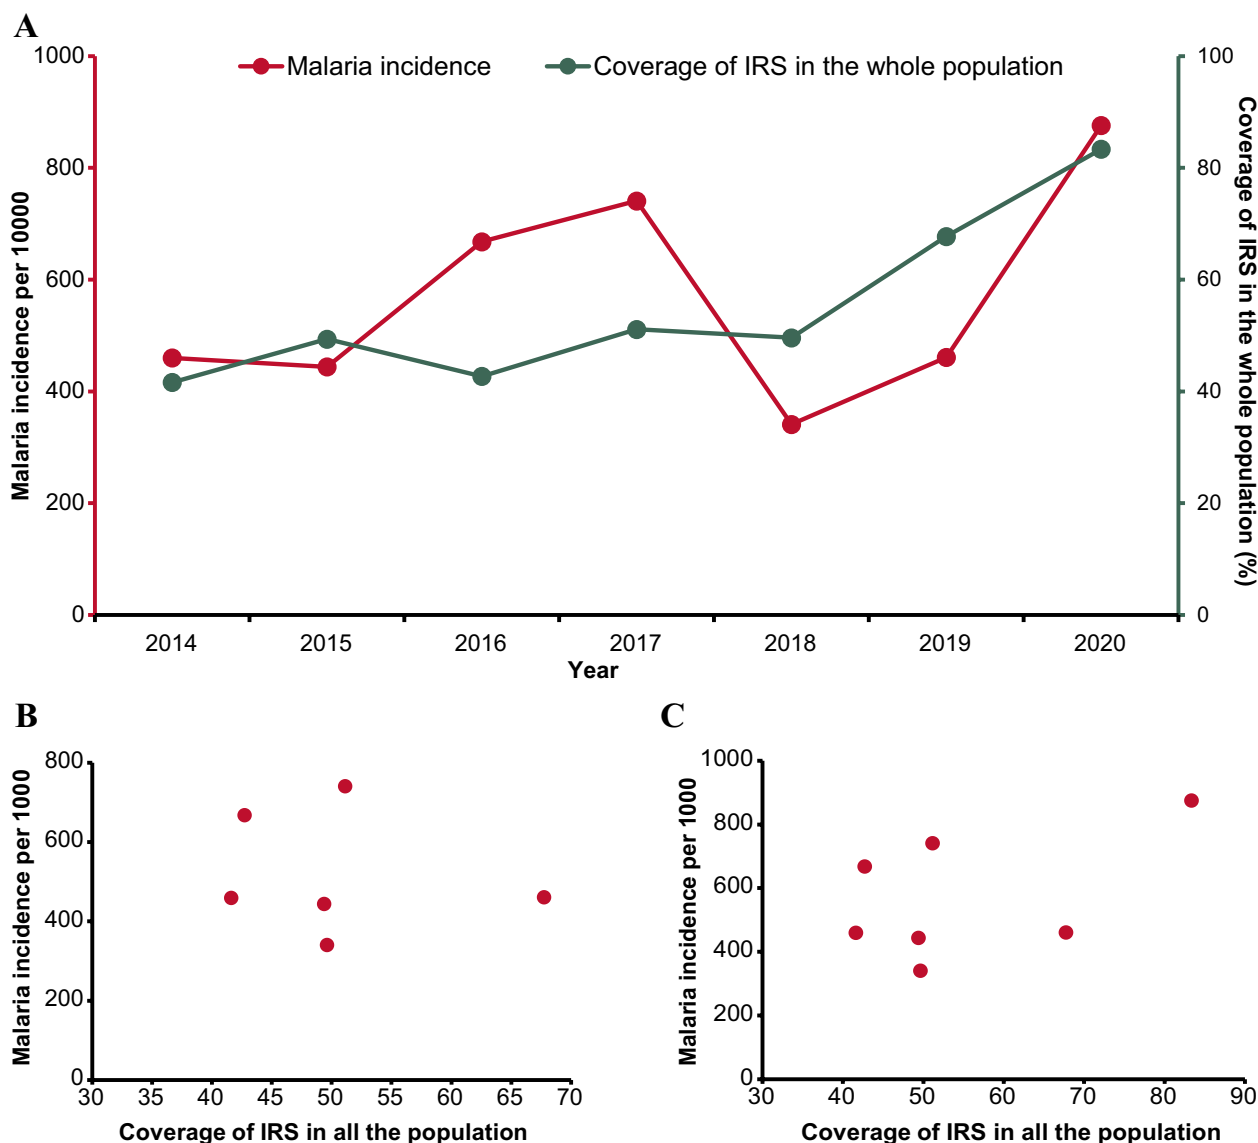 A
Malaria incidence
Coverage of IRS in the whole population
1000
800
600
400
200
0
Malaria incidence per 10000
100
80
60
40
20
0
Coverage of IRS in the whole population (%)
2014 2015 2016 2017 2018 2019 2020
Year
B
800
600
400
200
0
Malaria incidence per 1000
30 35 40 45 50 55 60 65 70
Coverage of IRS in all the population
C
1000
800
600
400
200
0
Malaria incidence per 1000
30 40 50 60 70 80 90
Coverage of IRS in all the population